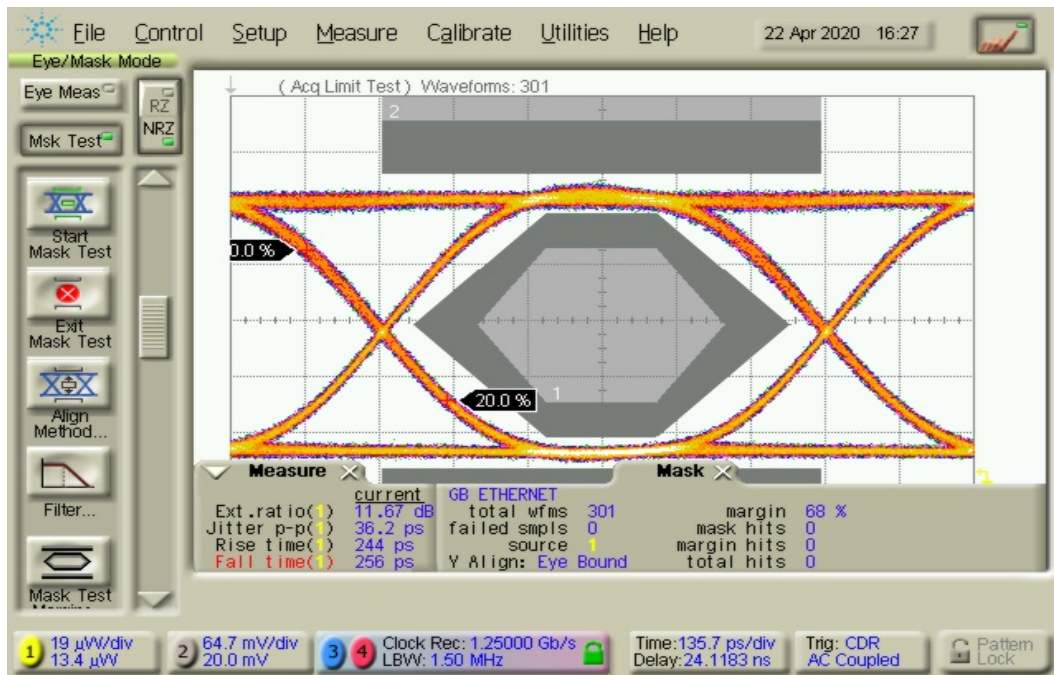 File Control Setup Measure Calibrate Utilities Help 22 Apr 2020 16:27
Eye/Mask Mode
Eye Meas
RZ
NRZ
Msk Test
Start
Mask Test
Exit
Mask Test
Align
Method...
Filter...
Mask Test
( Acq Limit Test ) Waveforms: 301
2
0.0 %
20.0 %
1
Measure
current
Ext.ratio(1) 11.67 dB
Jitter p-p(1) 36.2 ps
Rise time(1) 244 ps
Fall time(1) 256 ps
Mask
GB ETHERNET
total wfms 301 margin 68 %
failed smpls 0 mask hits 0
source 1 margin hits 0
Y Align: Eye Bound total hits 0
1 19 µW/div
13.4 µW
2 64.7 mV/div
20.0 mV
3 4 Clock Rec: 1.25000 Gb/s
LBW: 1.50 MHz
Time:135.7 ps/div
Delay:24.1183 ns
Trig: CDR
AC Coupled
Pattern
Lock